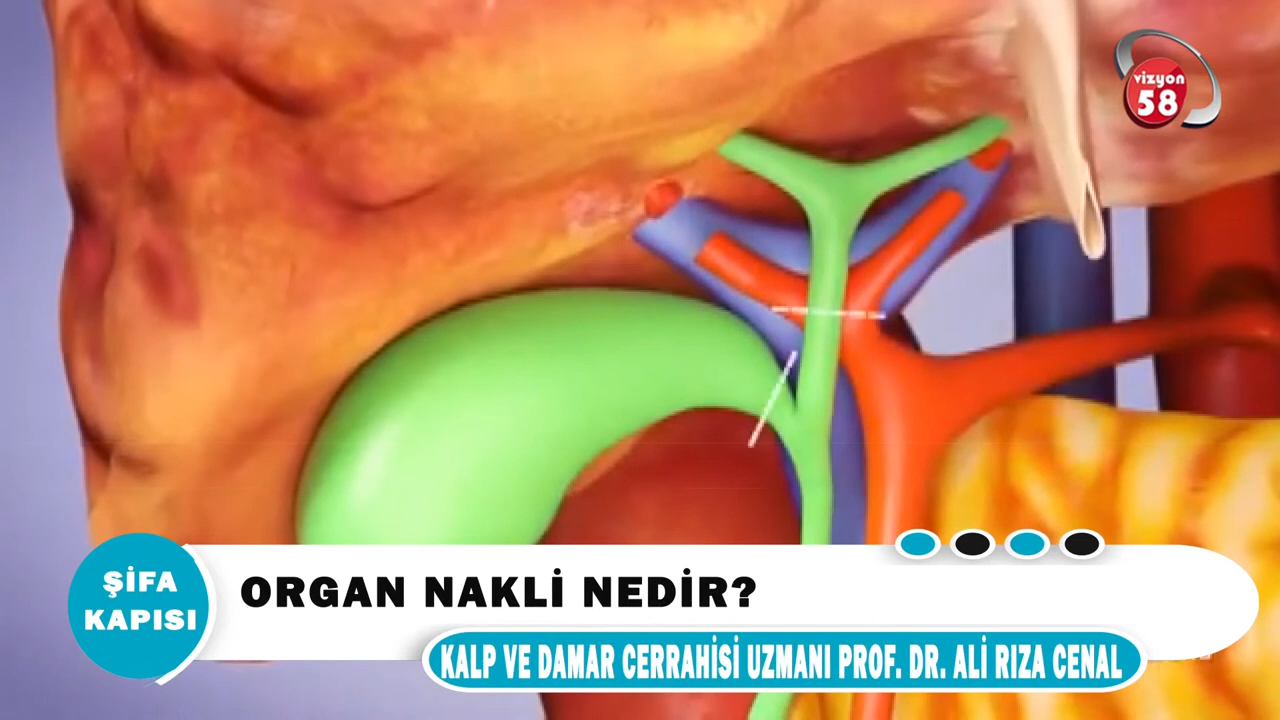 vizyon
58
ŞİFA
KAPISI
ORGAN NAKLİ NEDİR?
KALP VE DAMAR CERRAHİSİ UZMANI PROF. DR. ALİ RIZA CENAL